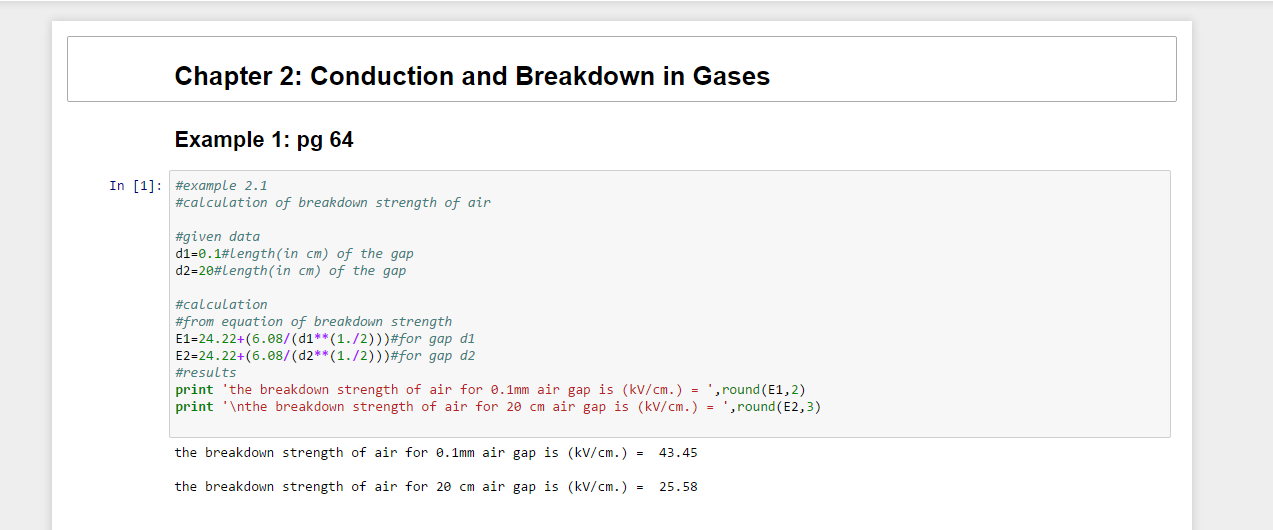 Chapter 2: Conduction and Breakdown in Gases
Example 1: pg 64
In [1]:
#example 2.1
#calculation of breakdown strength of air
#given data
d1=0.1#length(in cm) of the gap
d2=20#length(in cm) of the gap
#calculation
#from equation of breakdown strength
E1=24.22+(6.08/(d1**(1./2)))#for gap d1
E2=24.22+(6.08/(d2**(1./2)))#for gap d2
#results
print 'the breakdown strength of air for 0.1mm air gap is (kV/cm.) = ',round(E1,2)
print '\nthe breakdown strength of air for 20 cm air gap is (kV/cm.) = ',round(E2,3)
the breakdown strength of air for 0.1mm air gap is (kV/cm.) =  43.45
the breakdown strength of air for 20 cm air gap is (kV/cm.) =  25.58